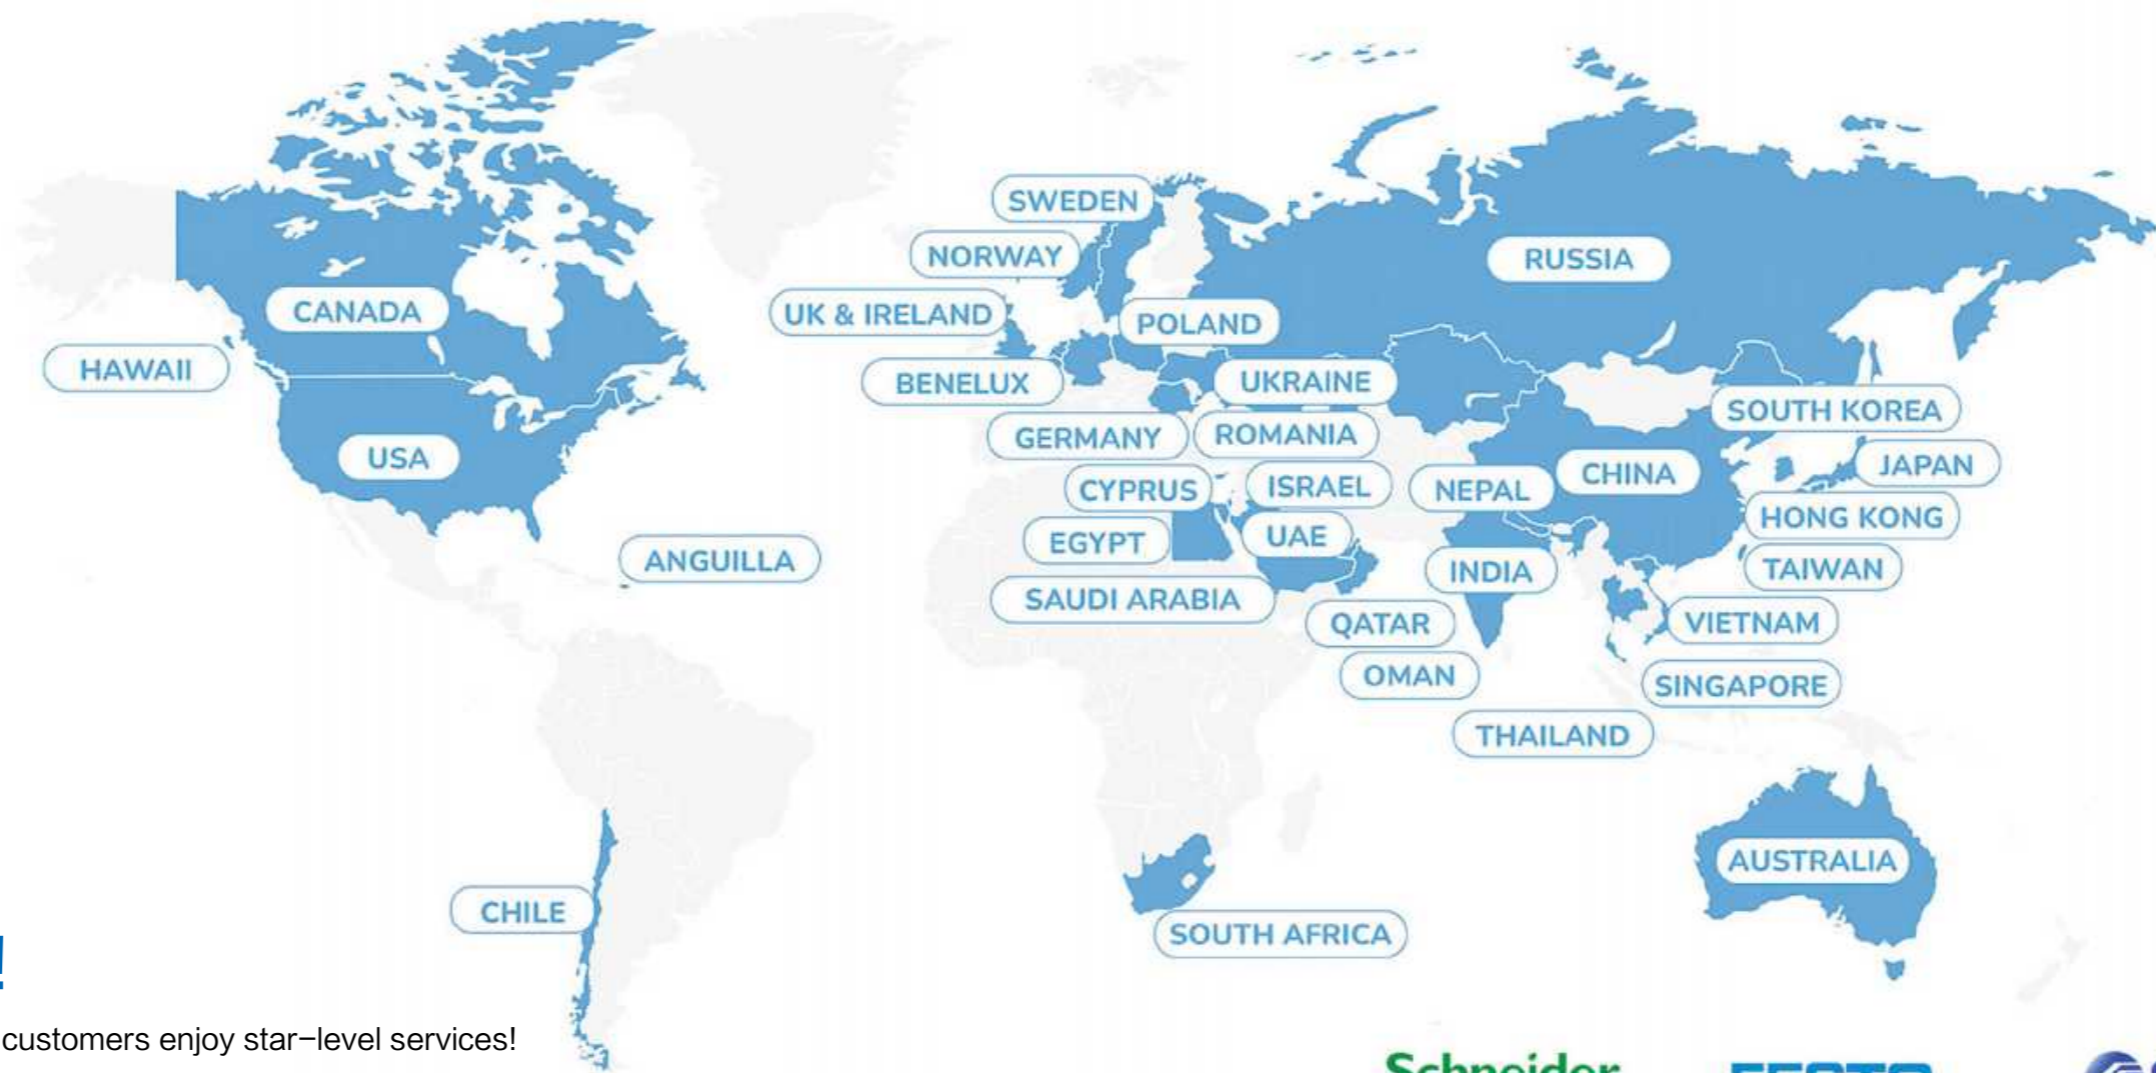 SWEDEN
NORWAY
RUSSIA
UK & IRELAND
CANADA
POLAND
HAWAII
BENELUX
UKRAINE
SOUTH KOREA
GERMANY
ROMANIA
USA
JAPAN
CHINA
CYPRUS
ISRAEL
NEPAL
HONG KONG
EGYPT
UAE
ANGUILLA
INDIA
TAIWAN
SAUDI ARABIA
QATAR
VIETNAM
OMAN
SINGAPORE
THAILAND
AUSTRALIA
CHILE
SOUTH AFRICA
!
customers enjoy star-level services!
Schneider
FESTO